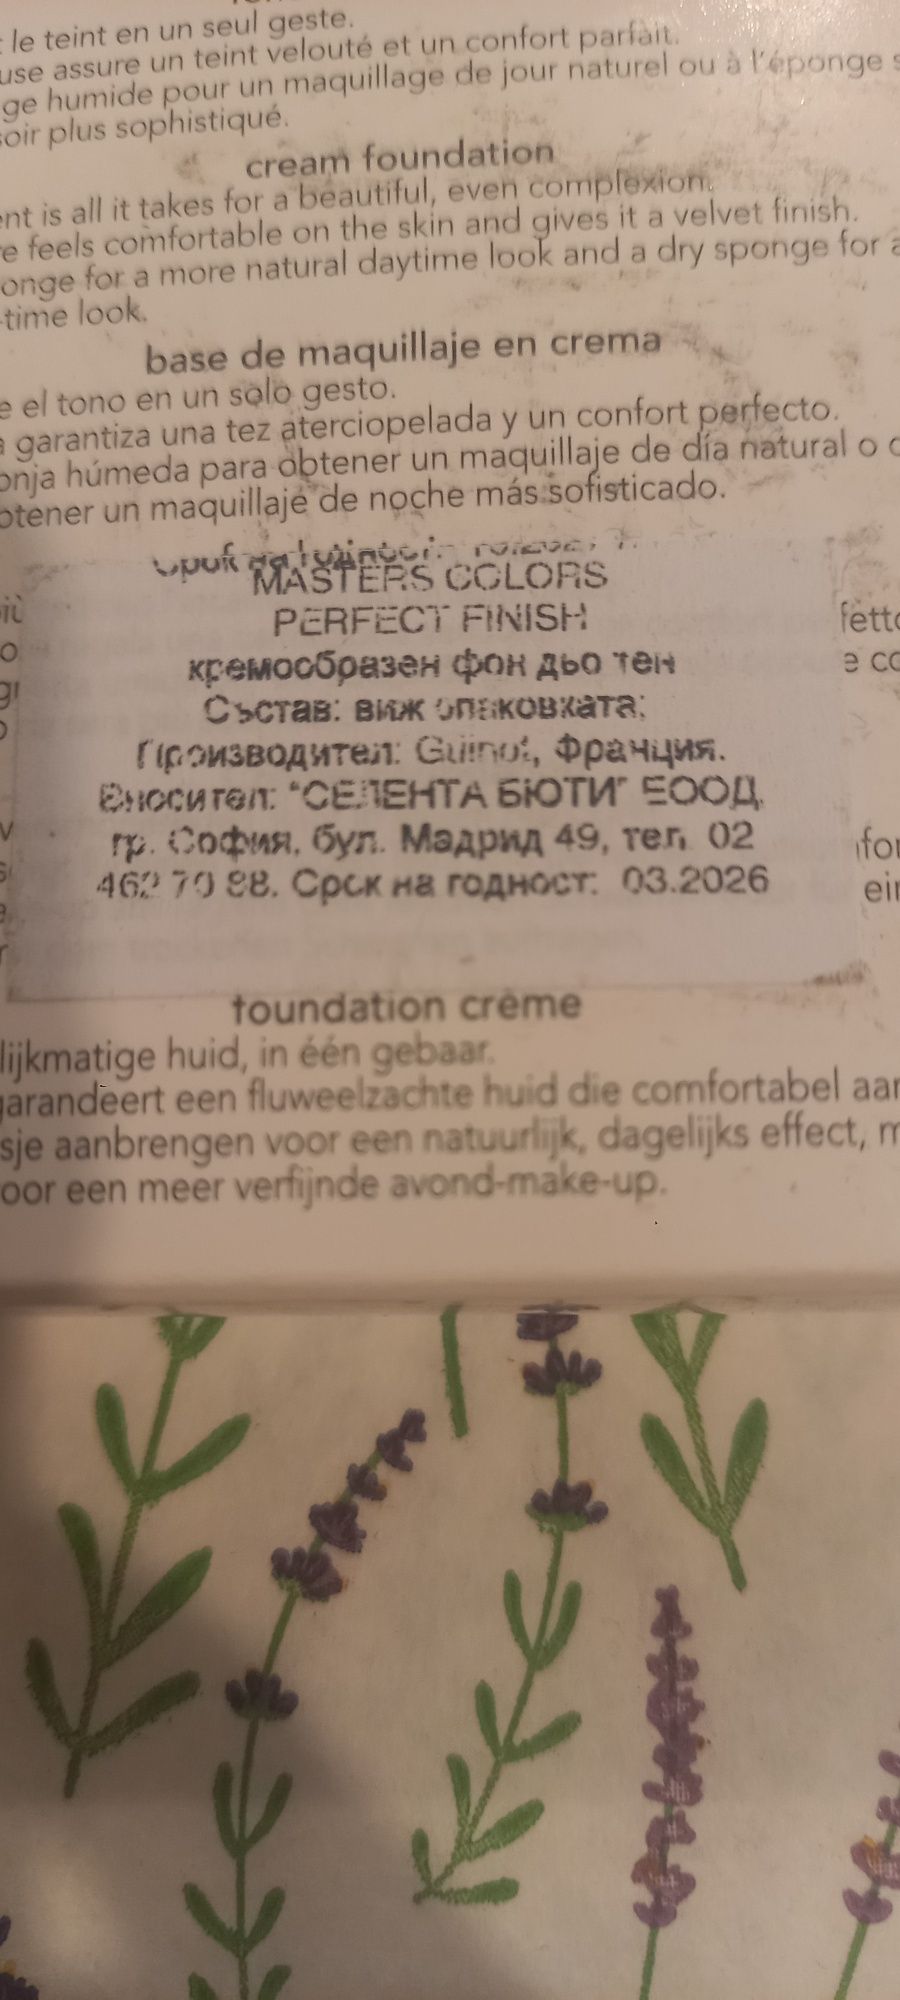 le teint en un seul geste.
use assure un teint velouté et un confort parfait.
ge humide pour un maquillage de jour naturel ou à l'éponge s
soir plus sophistiqué.
cream foundation
ent is all it takes for a beautiful, even complexion.
e feels comfortable on the skin and gives it a velvet finish.
onge for a more natural daytime look and a dry sponge for a
-time look.
base de maquillaje en crema
e el tono en un solo gesto.
a garantiza una tez aterciopelada y un confort perfecto.
onja húmeda para obtener un maquillaje de día natural o c
otener un maquillaje de noche más sofisticado.
MASTERS COLORS
PERFECT FINISH
кремообразен фон дьо тен
Състав: виж опаковката;
Производител: Guinot, Франция.
Вносител: "СЕЛЕНТА БЮТИ" ЕООД,
гр. София, бул. Мадрид 49, тел. 02
462 70 88. Срок на годност: 03.2026
foundation crème
lijkmatige huid, in één gebaar.
garandeert een fluweelzachte huid die comfortabel aan
sje aanbrengen voor een natuurlijk, dagelijks effect, m
oor een meer verfijnde avond-make-up.